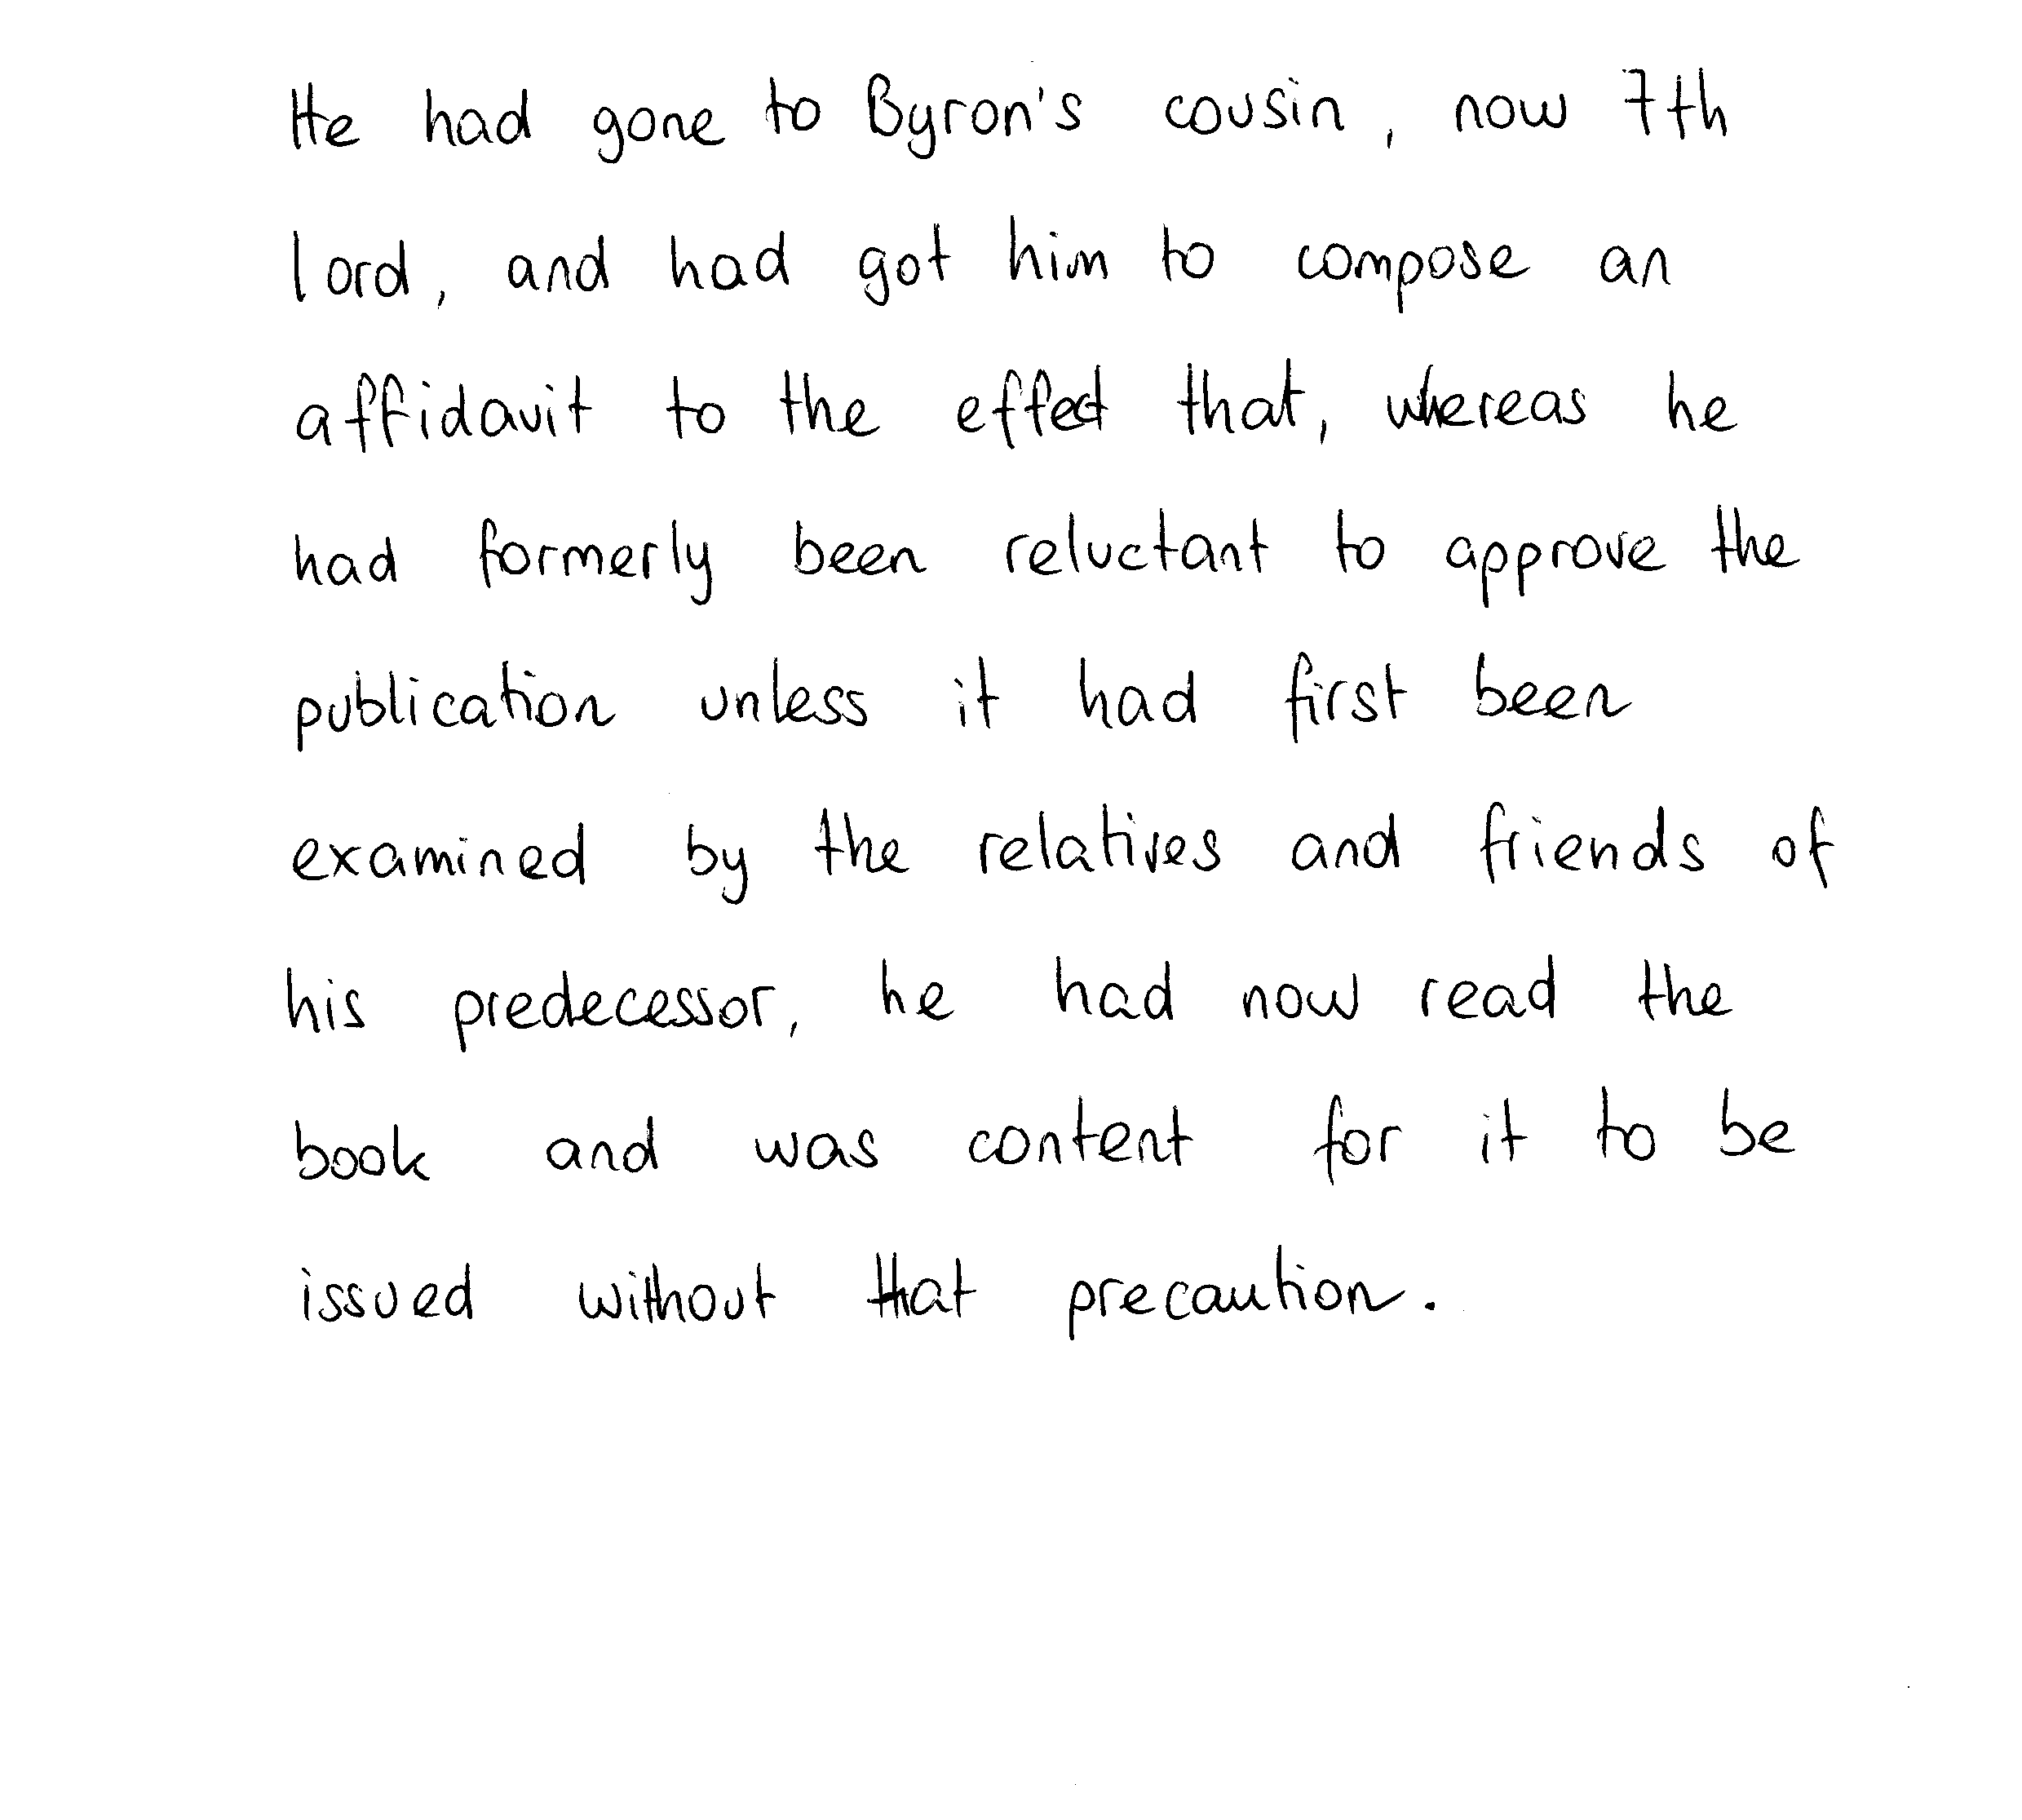 He had gone to Byron's cousin, now 7th
lord, and had got him to compose an
affidavit to the effect that, whereas he
had formerly been reluctant to approve the
publication unless it had first been
examined by the relatives and friends of
his predecessor, he had now read the
book and was content for it to be
issued without that precaution.